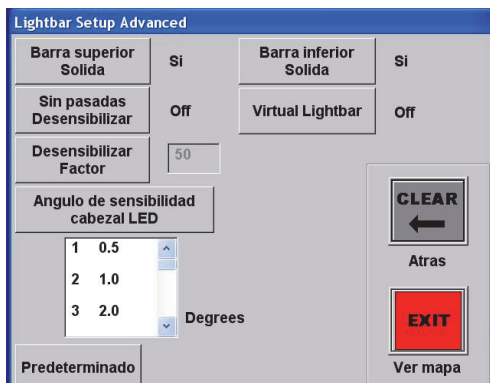 Lightbar Setup Advanced
Barra superior
Solida
Si
Barra inferior
Solida
Si
Sin pasadas
Desensibilizar
Off
Virtual Lightbar
Off
Desensibilizar
Factor
50
Angulo de sensibilidad
cabezal LED
1 0.5
2 1.0
3 2.0
Degrees
Predeterminado
CLEAR
Atras
EXIT
Ver mapa